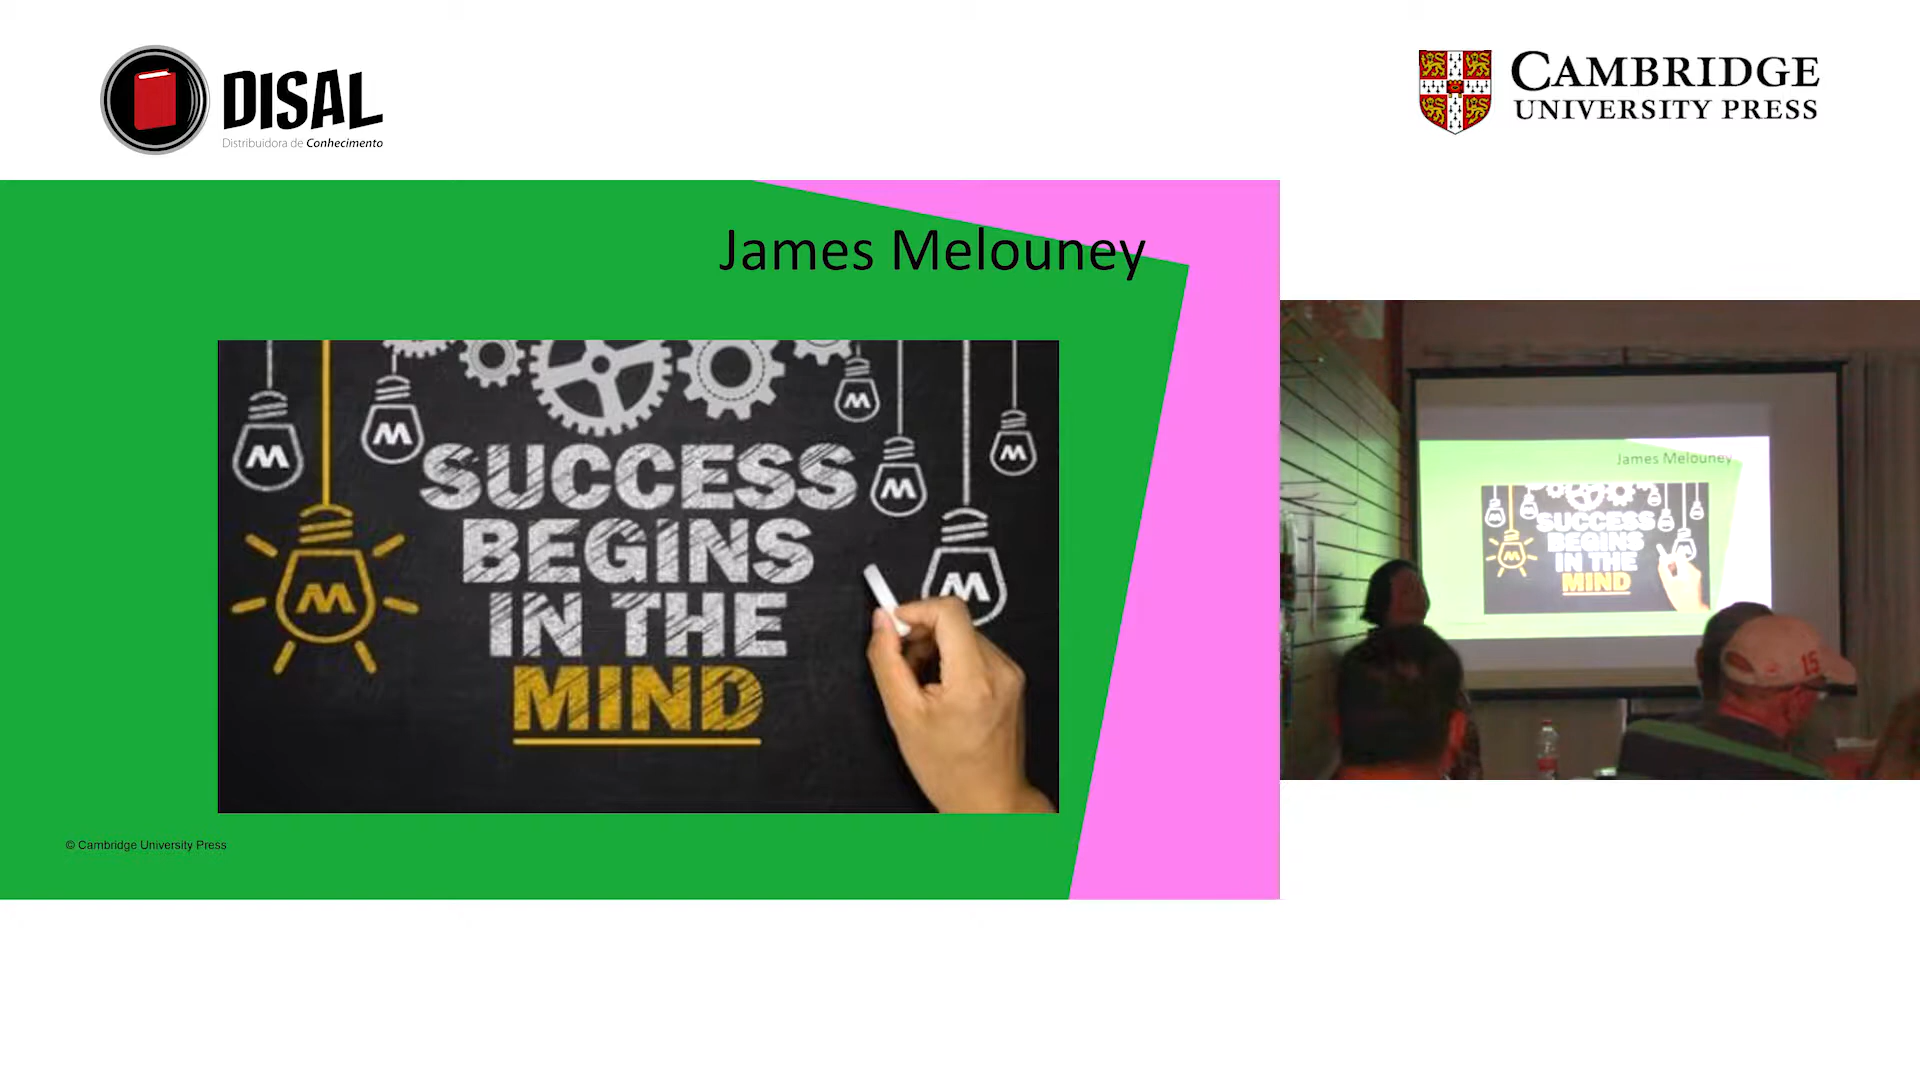 DISAL
Distribuidora de Conhecimento
CAMBRIDGE
UNIVERSITY PRESS
James Melouney
SUCCESS
BEGINS
IN THE
MIND
© Cambridge University Press
James Melouney
SUCCESS
BEGINS
IN THE
MIND
15